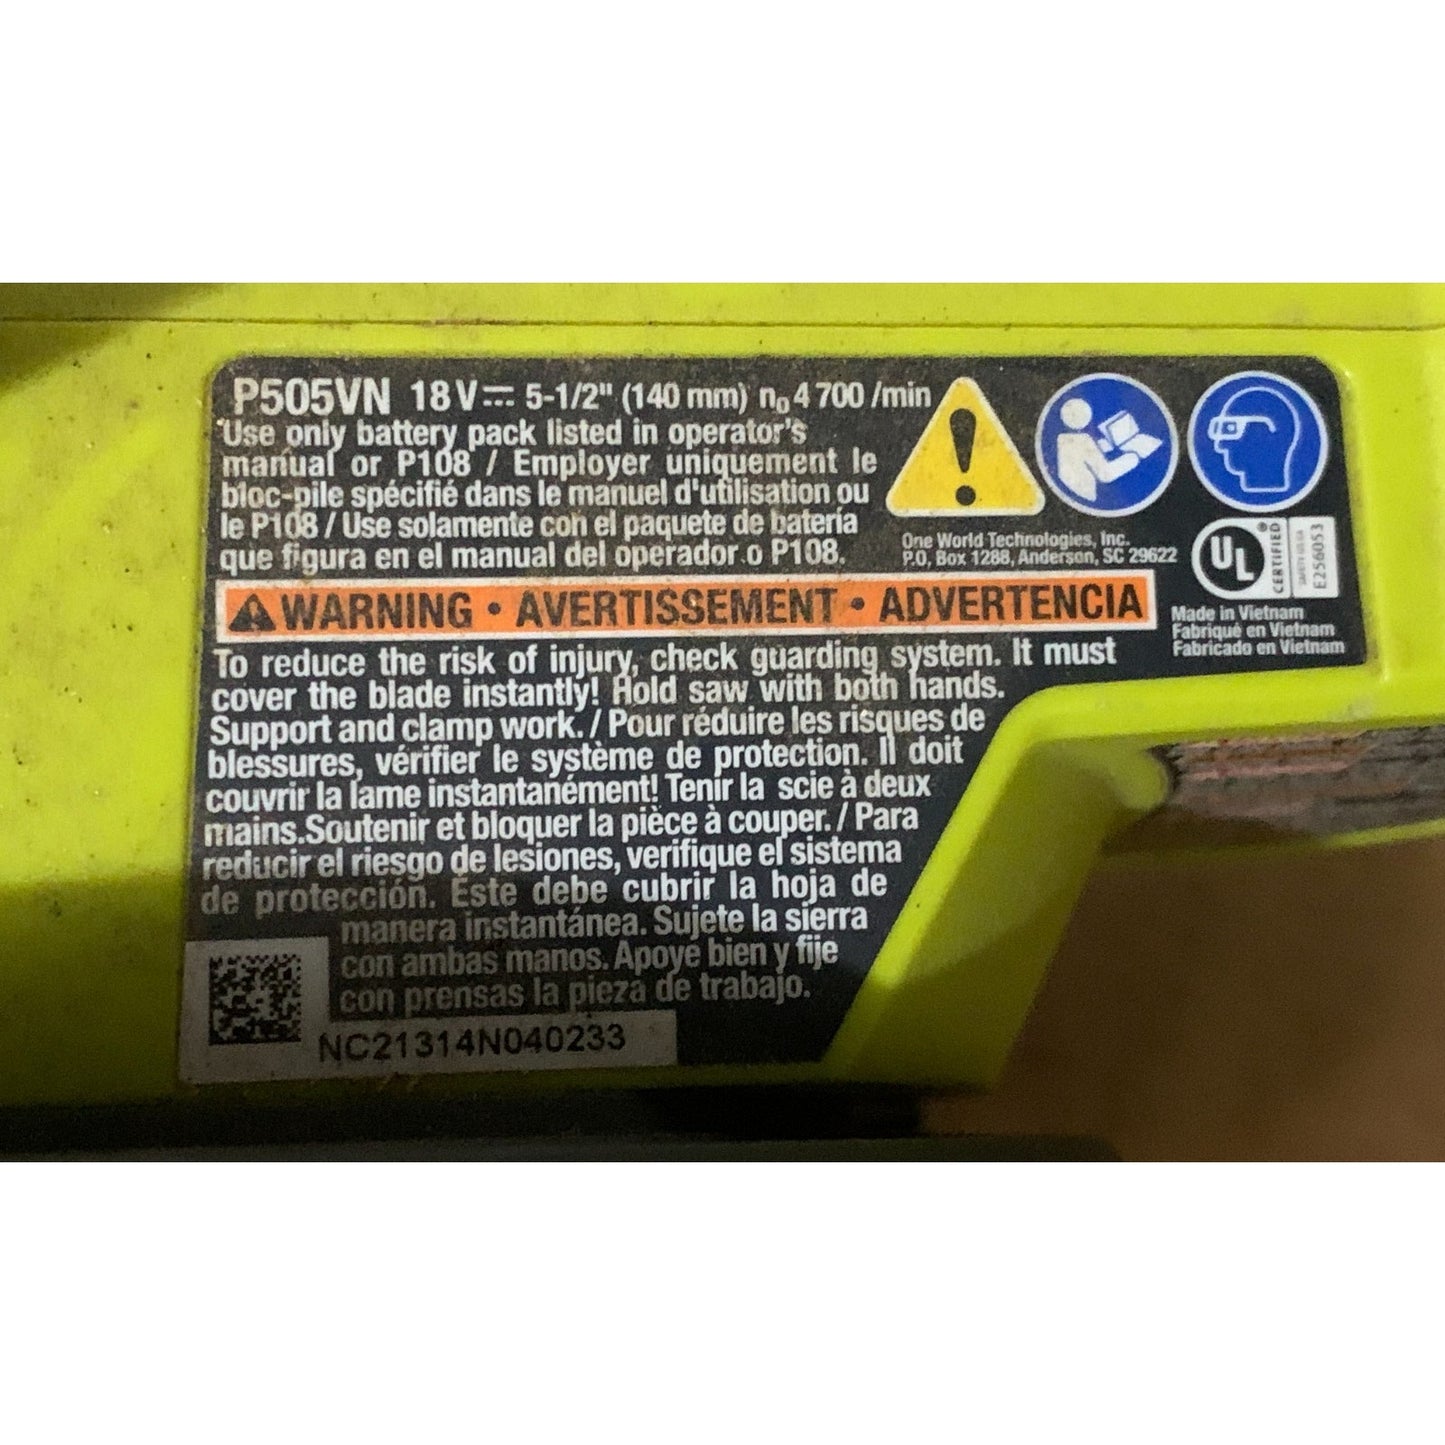 P505VN 18V⎓ 5-1/2" (140 mm) n₀ 4 700 /min
Use only battery pack listed in operator's
manual or P108 / Employer uniquement le
bloc-pile spécifié dans le manuel d'utilisation ou
le P108 / Use solamente con el paquete de batería
que figura en el manual del operador o P108.
One World Technologies, Inc.
P.O, Box 1288, Anderson, SC 29622
UL®
CERTIFIED
E256053
Made in Vietnam
Fabriqué en Vietnam
Fabricado en Vietnam
WARNING • AVERTISSEMENT • ADVERTENCIA
To reduce the risk of injury, check guarding system. It must
cover the blade instantly! Hold saw with both hands.
Support and clamp work. / Pour réduire les risques de
blessures, vérifier le système de protection. Il doit
couvrir la lame instantanément! Tenir la scie à deux
mains.Soutenir et bloquer la pièce à couper. / Para
reducir el riesgo de lesiones, verifique el sistema
de protección. Éste debe cubrir la hoja de
manera instantánea. Sujete la sierra
con ambas manos. Apoye bien y fije
con prensas la pieza de trabajo.
NC21314N040233